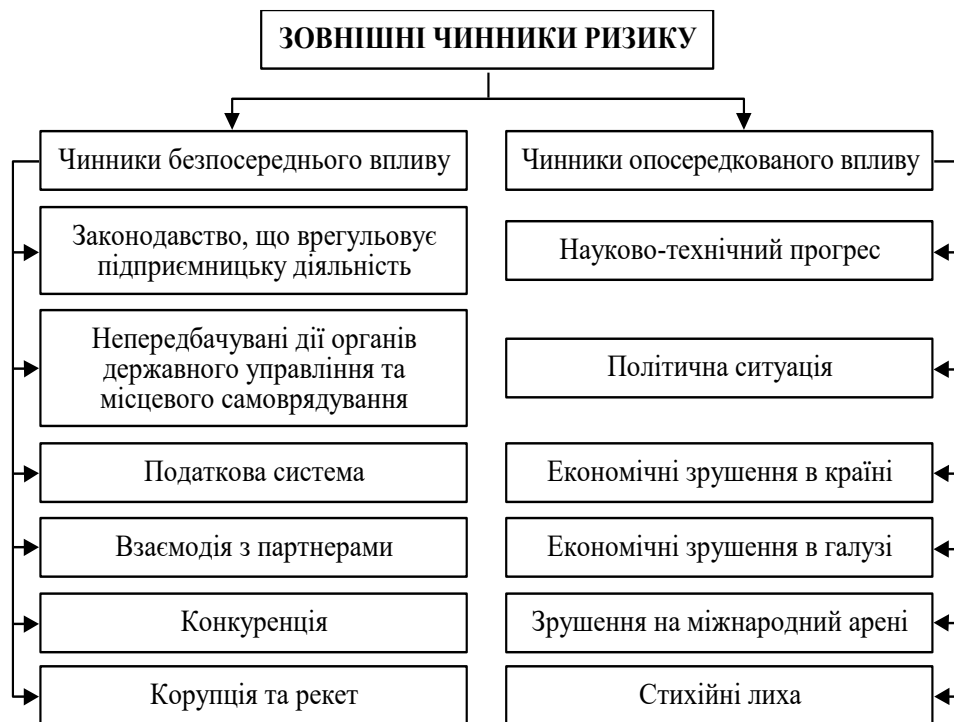 ЗОВНІШНІ ЧИННИКИ РИЗИКУ
Чинники безпосереднього впливу
Законодавство, що врегульовує
підприємницьку діяльність
Непередбачувані дії органів
державного управління та
місцевого самоврядування
Податкова система
Взаємодія з партнерами
Конкуренція
Корупція та рекет
Чинники опосередкованого впливу
Науково-технічний прогрес
Політична ситуація
Економічні зрушення в країні
Економічні зрушення в галузі
Зрушення на міжнародний арені
Стихійні лиха